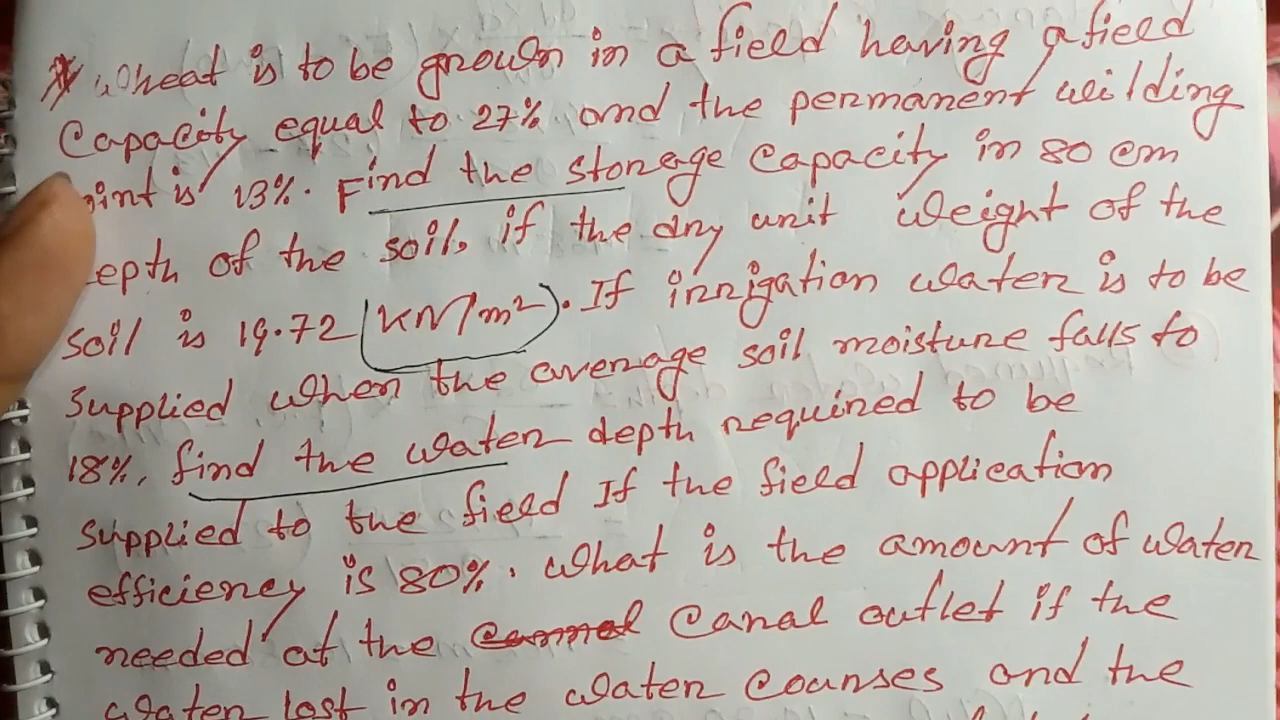 Wheat is to be grown in a field having a field
Capacity equal to 27% and the permanent wilding
oint is 13%. Find the storage capacity in 80 cm
epth of the soil, if the dry unit weight of the
soil is 19.72 (KN/m²). If irrigation water is to be
supplied when the average soil moisture falls to
18%, find the water depth required to be
supplied to the field If the field application
efficiency is 80%. What is the amount of water
needed at the canal outlet if the
water lost in the water courses and the